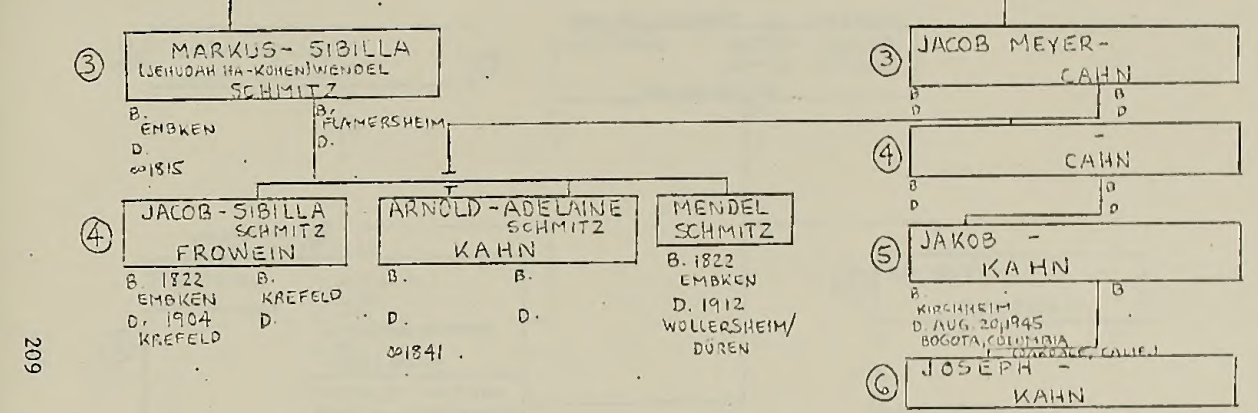 ③
MARKUS- SIBILLA
(JEHUDAH HA-KOHEN) WENDEL
SCHMITZ
B.
EMBKEN
D.
∞1815
B.
FLAMERSHEIM
D.
④
JACOB - SIBILLA
SCHMITZ
FROWEIN
B. 1822
EMBKEN
D. 1904
KREFELD
B.
KREFELD
D.
ARNOLD - ADELAINE
SCHMITZ
KAHN
B.
D.
∞1841.
B.
D.
MENDEL
SCHMITZ
B. 1822
EMBKEN
D. 1912
WOLLERSHEIM/
DÜREN
③
JACOB MEYER-
CAHN
B
D
B
D
④
-
CAHN
B
D
B
D
⑤
JAKOB -
KAHN
B.
KIRCHHEIM
D. AUG. 20, 1945
BOGOTA, COLUMBIA
B
CALIF.)
⑥
JOSEPH -
KAHN
209